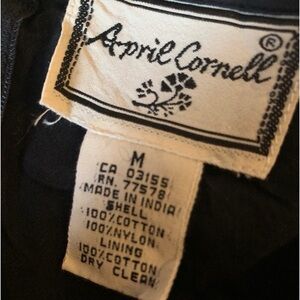 April Cornell ®
M
CA 03155
RN. 77578
MADE IN INDIA
SHELL
100%COTTON
100%NYLON
LINING
100%COTTON
DRY CLEAN